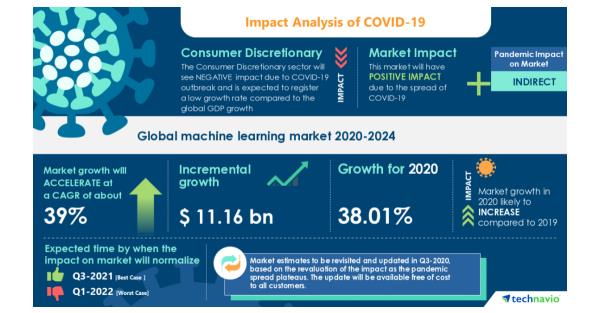 Impact Analysis of COVID-19
Consumer Discretionary
The Consumer Discretionary sector will
see NEGATIVE impact due to COVID-19
outbreak and is expected to register
a low growth rate compared to the
global GDP growth
IMPACT
Market Impact
This market will have
POSITIVE IMPACT
due to the spread of
COVID-19
Pandemic Impact
on Market
INDIRECT
Global machine learning market 2020-2024
Market growth will
ACCELERATE at
a CAGR of about
39%
Incremental
growth
$ 11.16 bn
Growth for 2020
38.01%
IMPACT
Market growth in
2020 likely to
INCREASE
compared to 2019
Expected time by when the
impact on market will normalize
Q3-2021 [Best Case ]
Q1-2022 [Worst Case]
Market estimates to be revisited and updated in Q3-2020,
based on the revaluation of the impact as the pandemic
spread plateaus. The update will be available free of cost
to all customers.
technavio